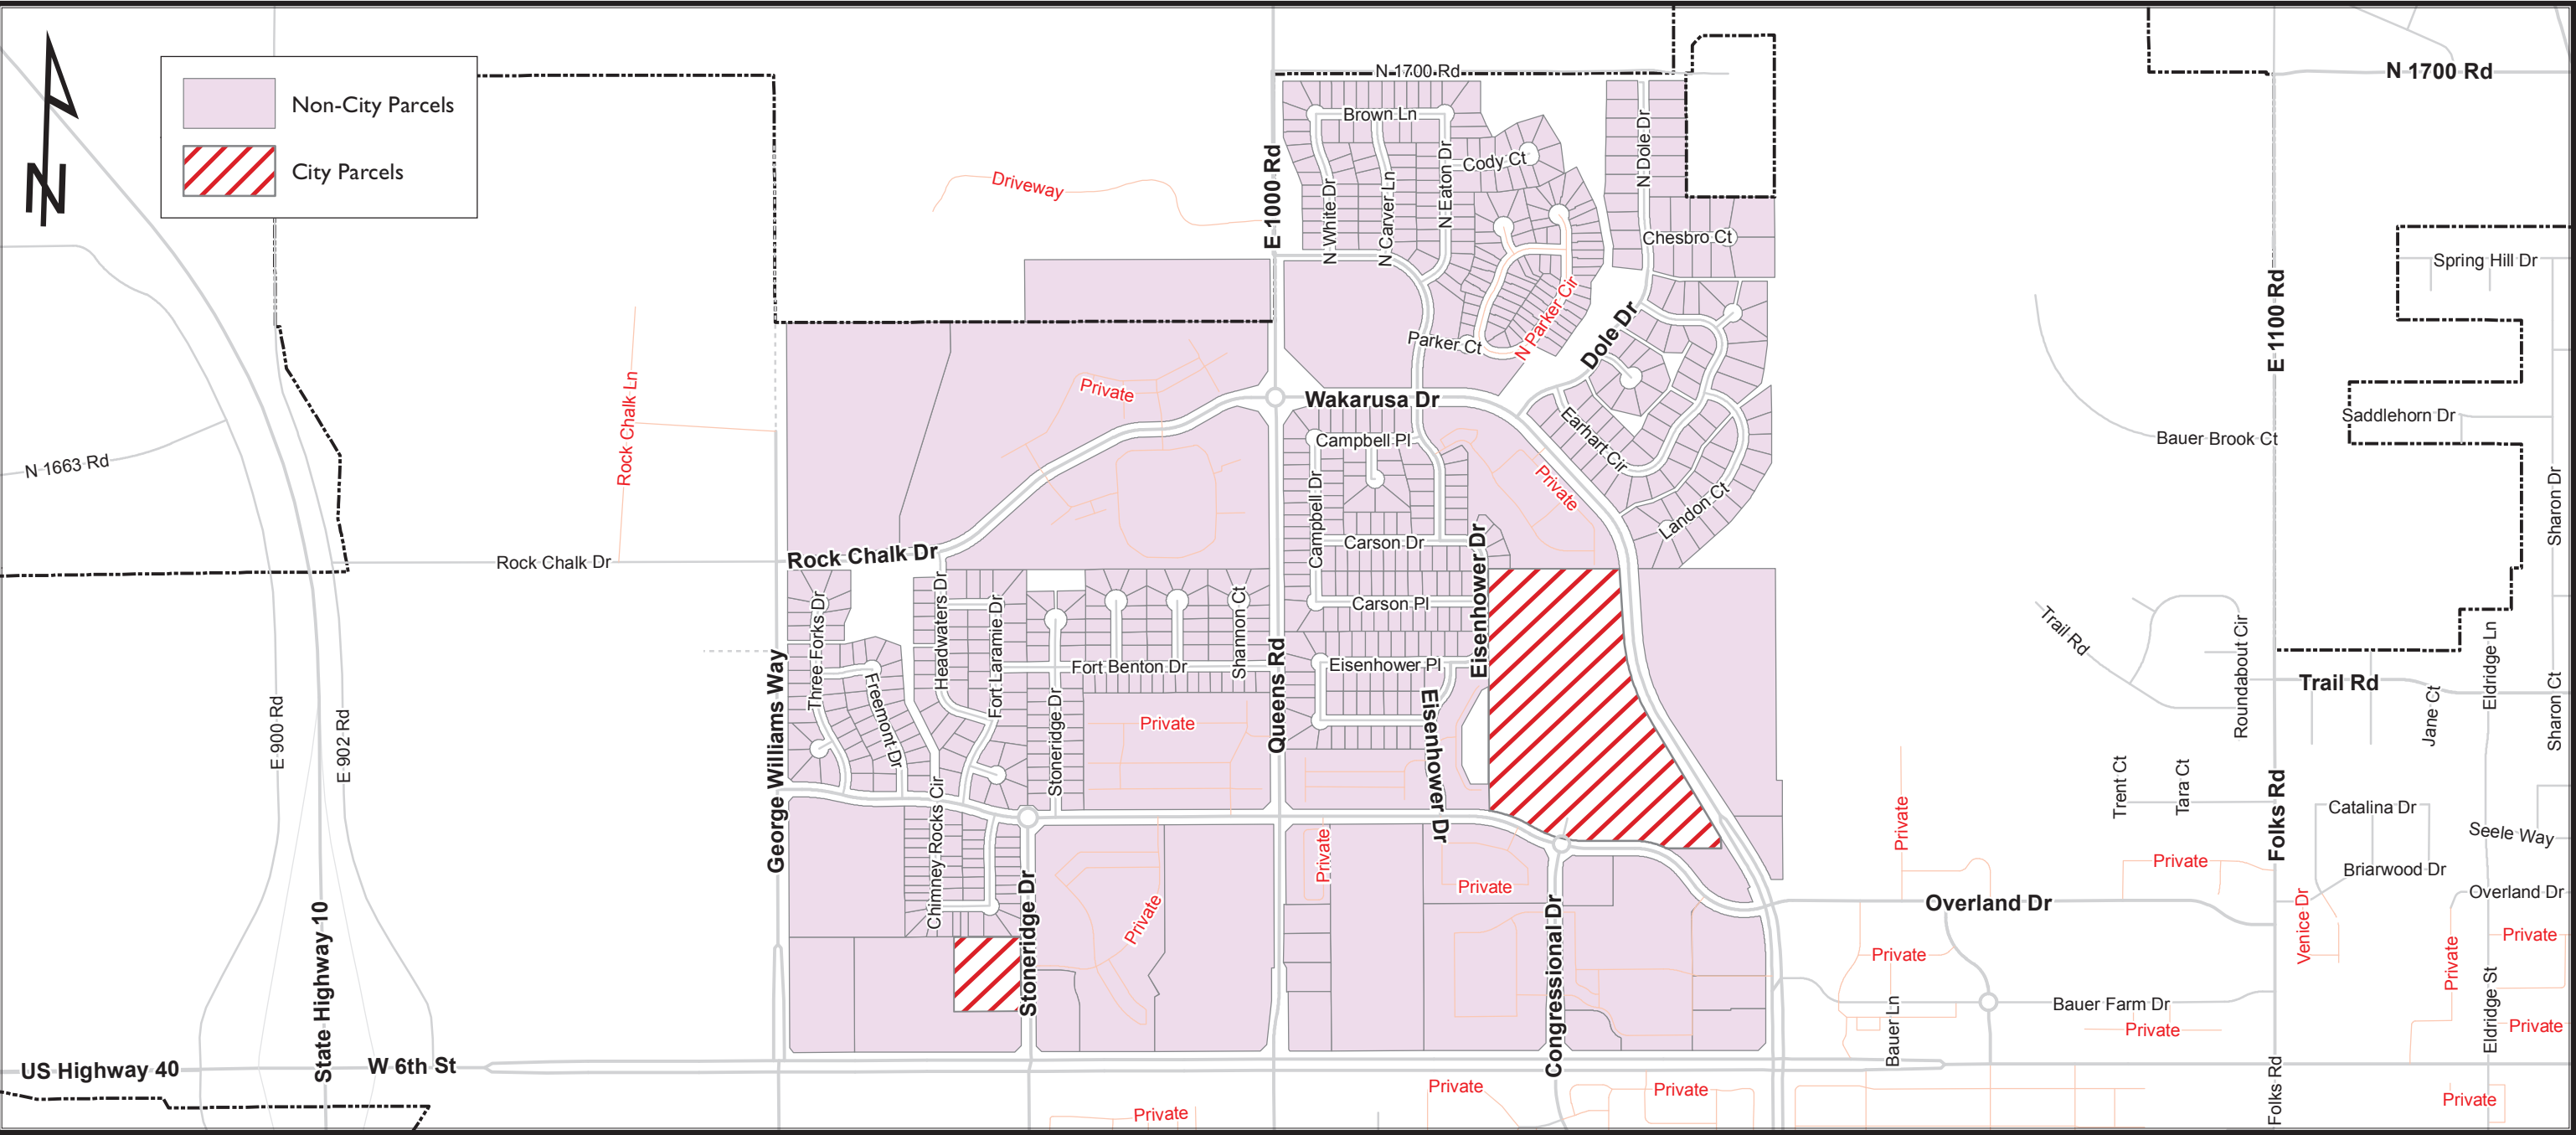 N
Non-City Parcels
City Parcels
N 1700 Rd
N 1700 Rd
Brown Ln
Cody Ct
N Dole Dr
N Eaton Dr
E 1000 Rd
N White Dr
N Carver Ln
Driveway
Chesbro Ct
Spring Hill Dr
E 1100 Rd
N Parker Cir
Parker Ct
Dole Dr
Private
Wakarusa Dr
Rock Chalk Ln
Saddlehorn Dr
Bauer Brook Ct
Campbell Pl
Earhart Cir
N 1663 Rd
Private
Campbell Dr
Landon Ct
Sharon Dr
Carson Dr
Rock Chalk Dr
Rock Chalk Dr
Eisenhower Dr
Carson Pl
Three Forks Dr
Headwaters Dr
Fort Laramie Dr
Shannon Ct
Trail Rd
Roundabout Cir
Eldridge Ln
Fort Benton Dr
Eisenhower Pl
Trail Rd
Freemont Dr
Stoneridge Dr
Queens Rd
Private
Eisenhower Dr
George Williams Way
E 900 Rd
E 902 Rd
Jane Ct
Sharon Ct
Trent Ct
Tara Ct
Folks Rd
Catalina Dr
Seele Way
Private
Private
Briarwood Dr
Chimney Rocks Cir
Private
Private
Overland Dr
Overland Dr
Private
Stoneridge Dr
Congressional Dr
Venice Dr
Private
Private
Private
State Highway 10
Bauer Ln
Bauer Farm Dr
Private
Eldridge St
Private
US Highway 40
W 6th St
Private
Private
Private
Folks Rd
Private